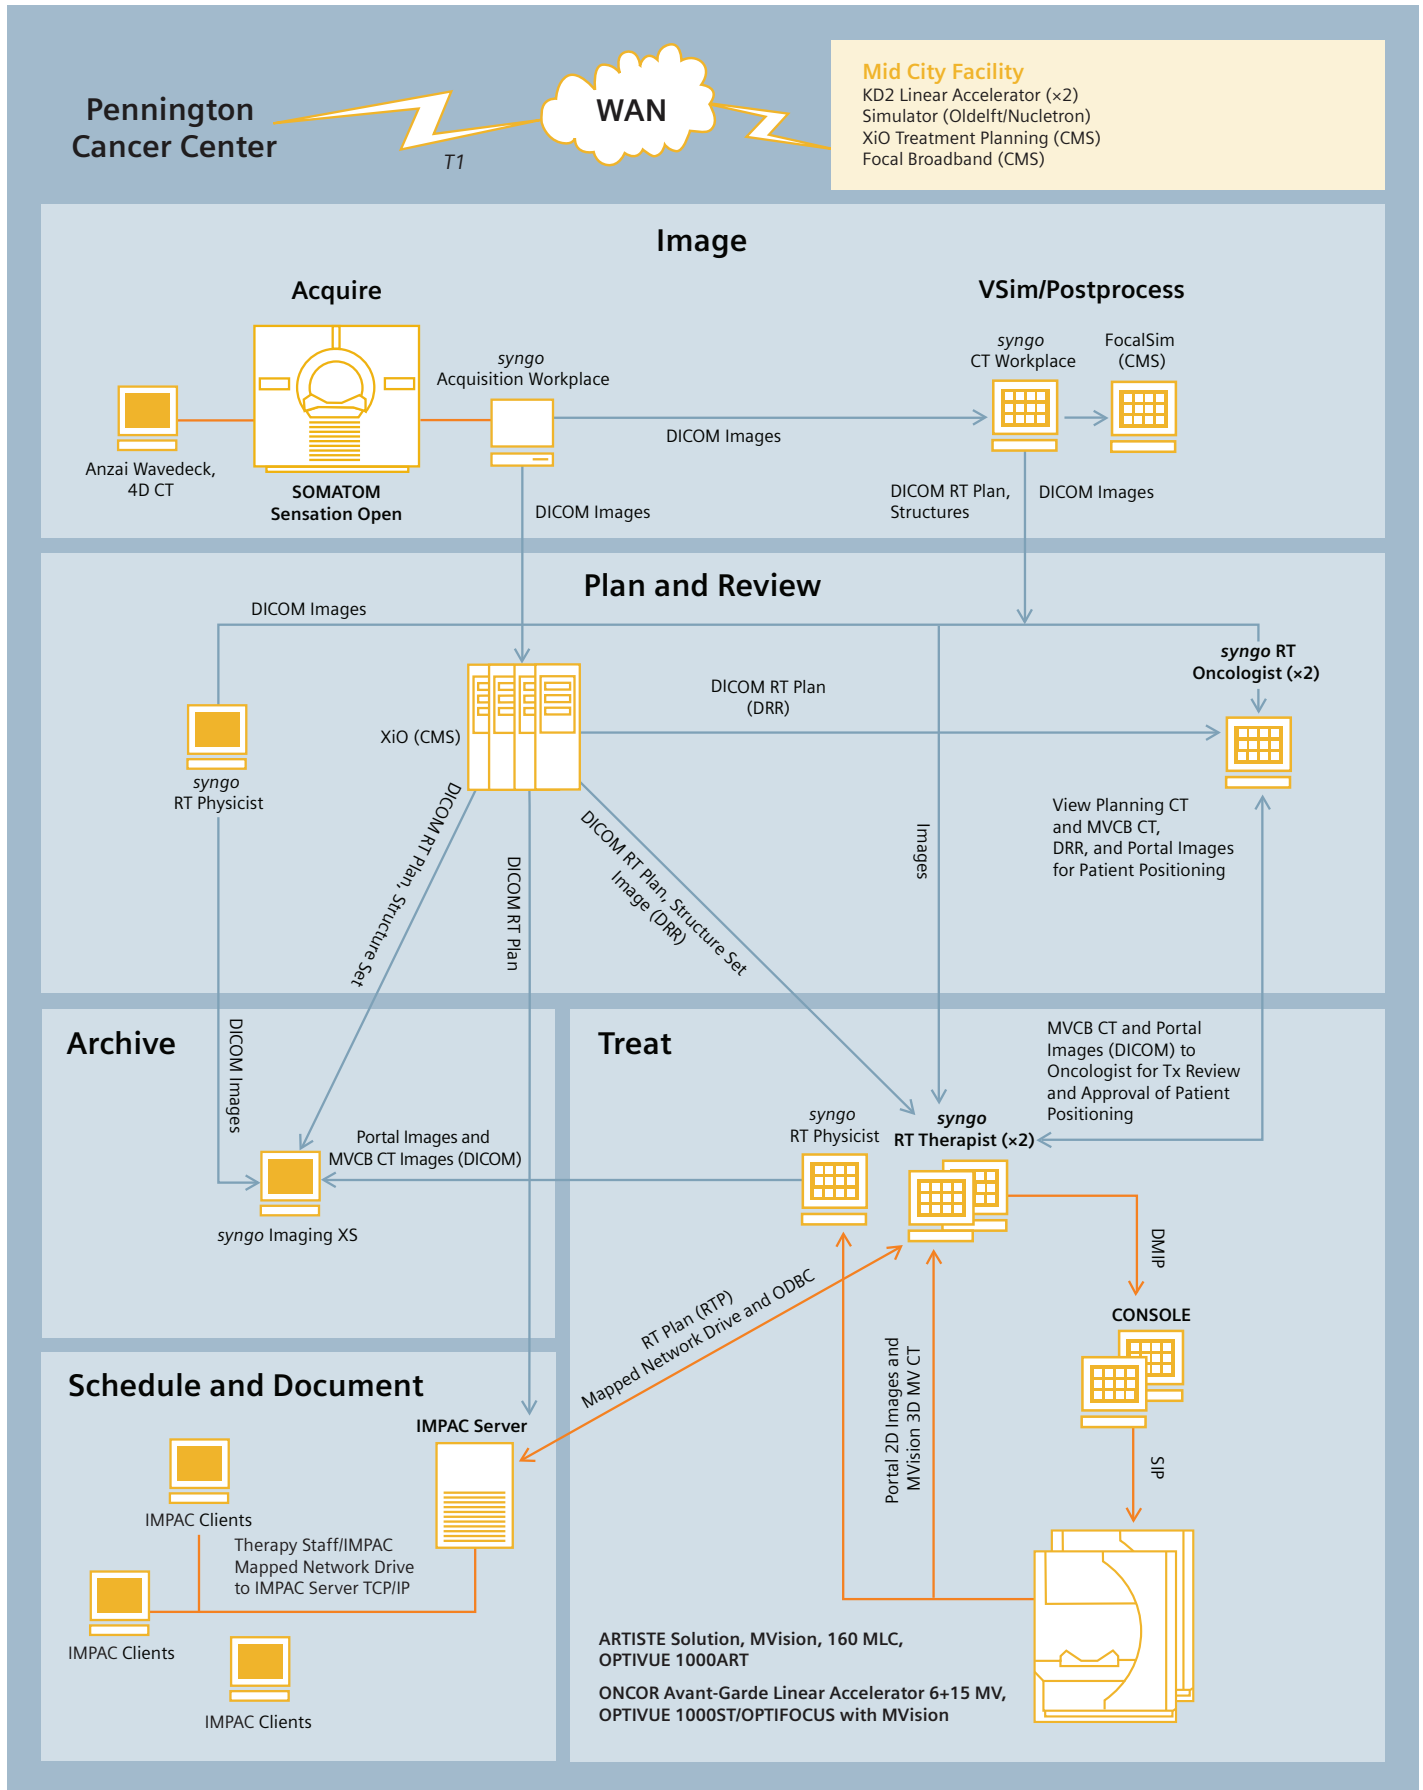 Pennington
Cancer Center
T1
WAN
Mid City Facility
KD2 Linear Accelerator (×2)
Simulator (Oldelft/Nucletron)
XiO Treatment Planning (CMS)
Focal Broadband (CMS)
Image
Acquire
VSim/Postprocess
syngo
Acquisition Workplace
syngo
CT Workplace
FocalSim
(CMS)
DICOM Images
Anzai Wavedeck,
4D CT
SOMATOM
Sensation Open
DICOM Images
DICOM RT Plan,
Structures
DICOM Images
Plan and Review
DICOM Images
syngo RT
Oncologist (×2)
DICOM RT Plan
(DRR)
XiO (CMS)
syngo
RT Physicist
DICOM RT Plan, Structure Set
DICOM RT Plan
DICOM RT Plan, Structure Set
Image (DRR)
Images
View Planning CT
and MVCB CT,
DRR, and Portal Images
for Patient Positioning
Archive
DICOM Images
Portal Images and
MVCB CT Images (DICOM)
syngo Imaging XS
Treat
MVCB CT and Portal
Images (DICOM) to
Oncologist for Tx Review
and Approval of Patient
Positioning
syngo
RT Physicist
syngo
RT Therapist (×2)
DMIP
RT Plan (RTP)
Mapped Network Drive and ODBC
CONSOLE
Portal 2D Images and
MVision 3D MV CT
SIP
Schedule and Document
IMPAC Server
IMPAC Clients
Therapy Staff/IMPAC
Mapped Network Drive
to IMPAC Server TCP/IP
IMPAC Clients
IMPAC Clients
ARTISTE Solution, MVision, 160 MLC,
OPTIVUE 1000ART
ONCOR Avant-Garde Linear Accelerator 6+15 MV,
OPTIVUE 1000ST/OPTIFOCUS with MVision